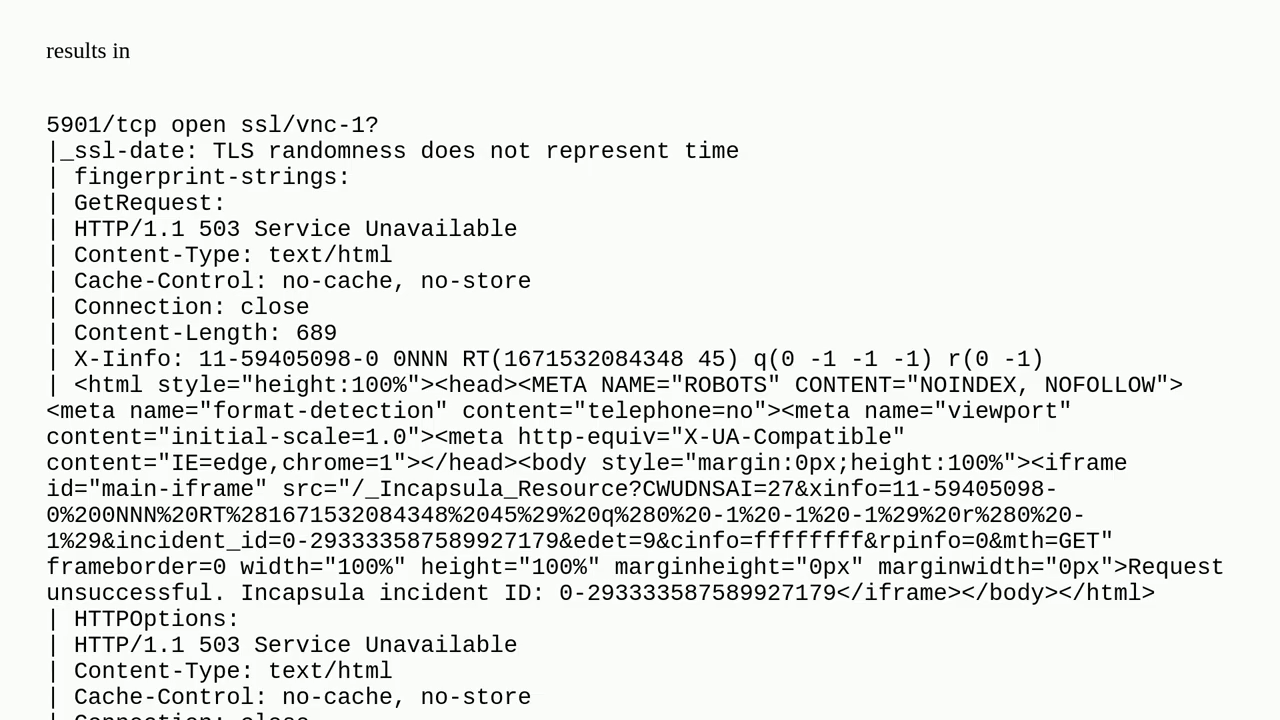 results in
5901/tcp open ssl/vnc-1?
|_ssl-date: TLS randomness does not represent time
| fingerprint-strings:
| GetRequest:
| HTTP/1.1 503 Service Unavailable
| Content-Type: text/html
| Cache-Control: no-cache, no-store
| Connection: close
| Content-Length: 689
| X-Iinfo: 11-59405098-0 0NNN RT(1671532084348 45) q(0 -1 -1 -1) r(0 -1)
| <html style="height:100%"><head><META NAME="ROBOTS" CONTENT="NOINDEX, NOFOLLOW">
<meta name="format-detection" content="telephone=no"><meta name="viewport"
content="initial-scale=1.0"><meta http-equiv="X-UA-Compatible"
content="IE=edge,chrome=1"></head><body style="margin:0px;height:100%"><iframe
id="main-iframe" src="/_Incapsula_Resource?CWUDNSAI=27&xinfo=11-59405098-
0%200NNN%20RT%281671532084348%2045%29%20q%280%20-1%20-1%20-1%29%20r%280%20-
1%29&incident_id=0-293333587589927179&edet=9&cinfo=ffffffff&rpinfo=0&mth=GET"
frameborder=0 width="100%" height="100%" marginheight="0px" marginwidth="0px">Request
unsuccessful. Incapsula incident ID: 0-293333587589927179</iframe></body></html>
| HTTPOptions:
| HTTP/1.1 503 Service Unavailable
| Content-Type: text/html
| Cache-Control: no-cache, no-store
| Connection: close